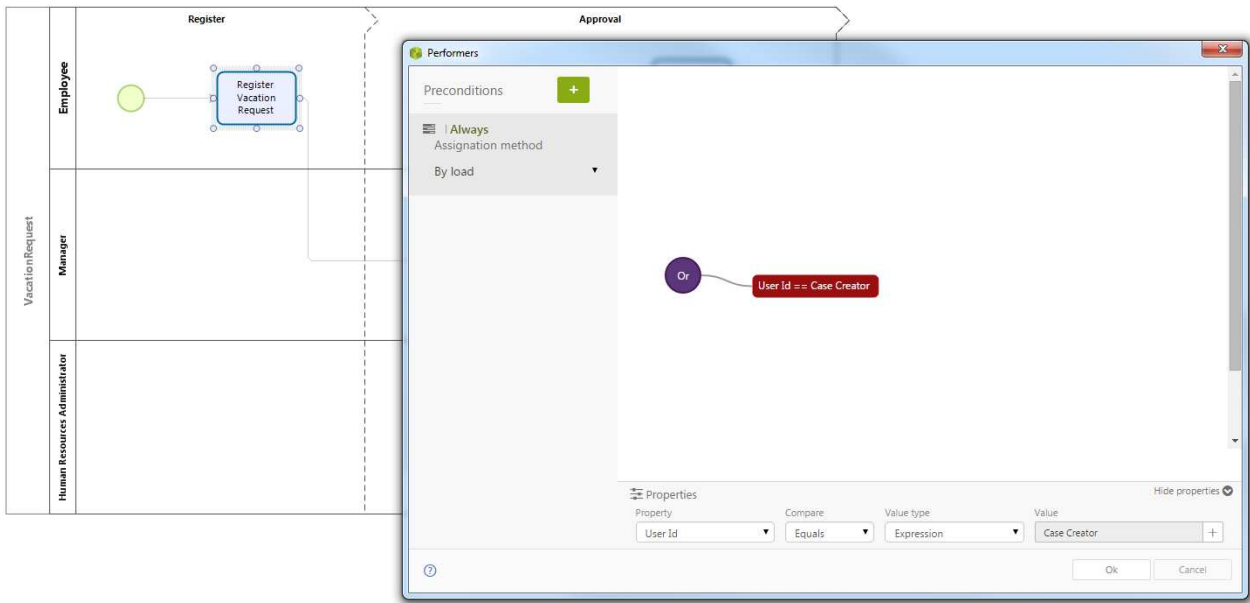 Register
Approval
VacationRequest
Employee
Manager
Human Resources Administrator
Register
Vacation
Request
Performers
Preconditions
+
| Always
Assignation method
By load
Or
User Id == Case Creator
Properties
Hide properties
Property
Compare
Value type
Value
User Id
Equals
Expression
Case Creator
+
?
Ok
Cancel